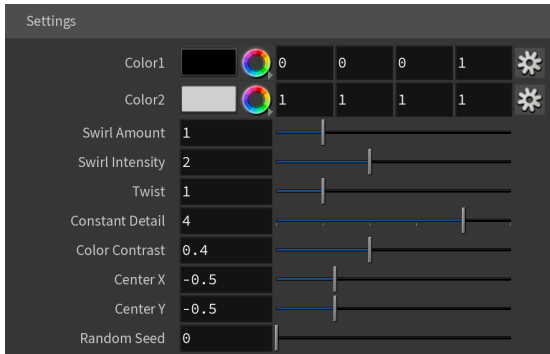 Settings
Color1 0 0 0 1
Color2 1 1 1 1
Swirl Amount 1
Swirl Intensity 2
Twist 1
Constant Detail 4
Color Contrast 0.4
Center X -0.5
Center Y -0.5
Random Seed 0